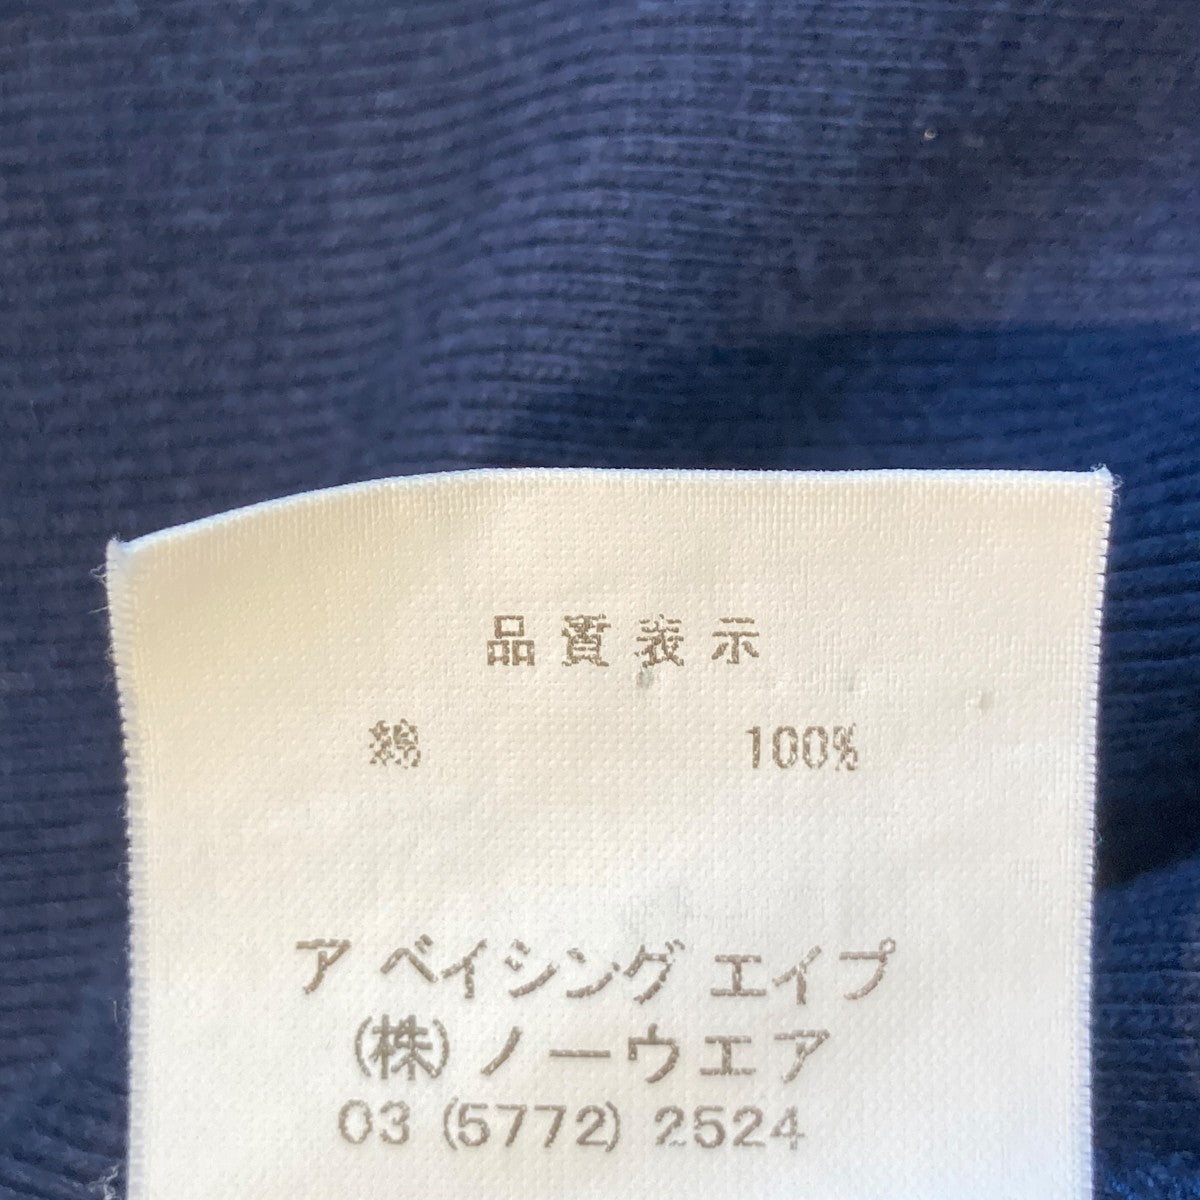 品質表示
綿 100%
ア ベイシング エイプ
(株)ノーウエア
03 (5772) 2524